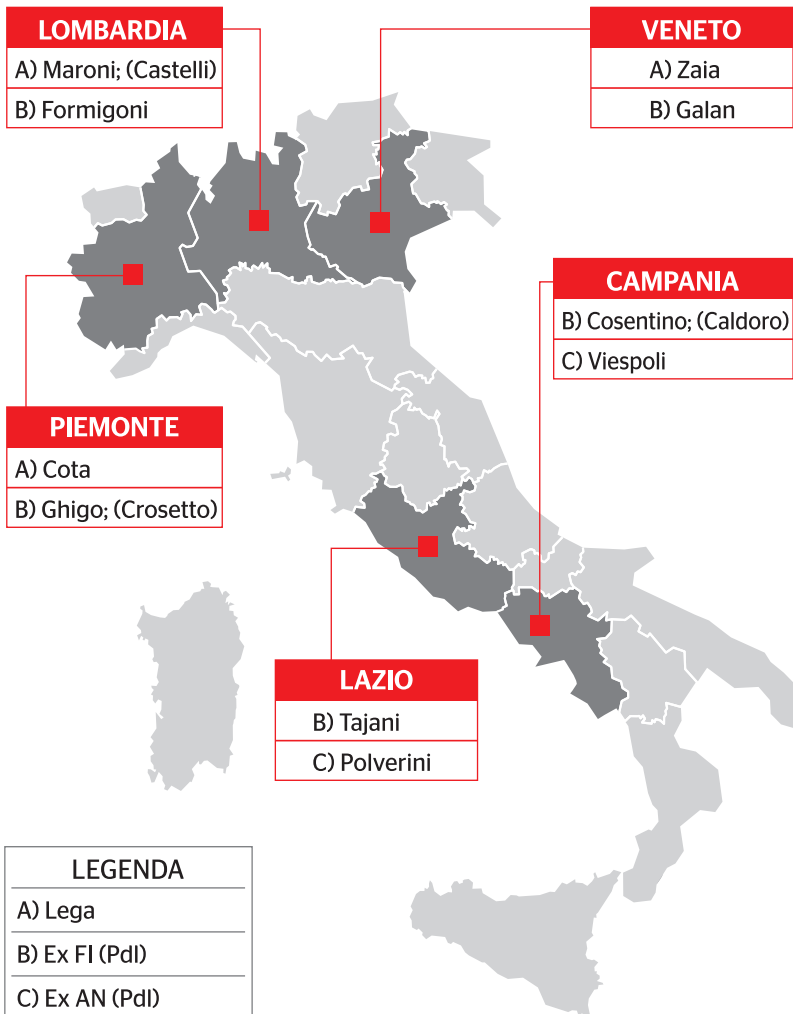 LOMBARDIA
A) Maroni; (Castelli)
B) Formigoni
VENETO
A) Zaia
B) Galan
CAMPANIA
B) Cosentino; (Caldoro)
C) Viespoli
PIEMONTE
A) Cota
B) Ghigo; (Crosetto)
LAZIO
B) Tajani
C) Polverini
LEGENDA
A) Lega
B) Ex FI (Pdl)
C) Ex AN (Pdl)